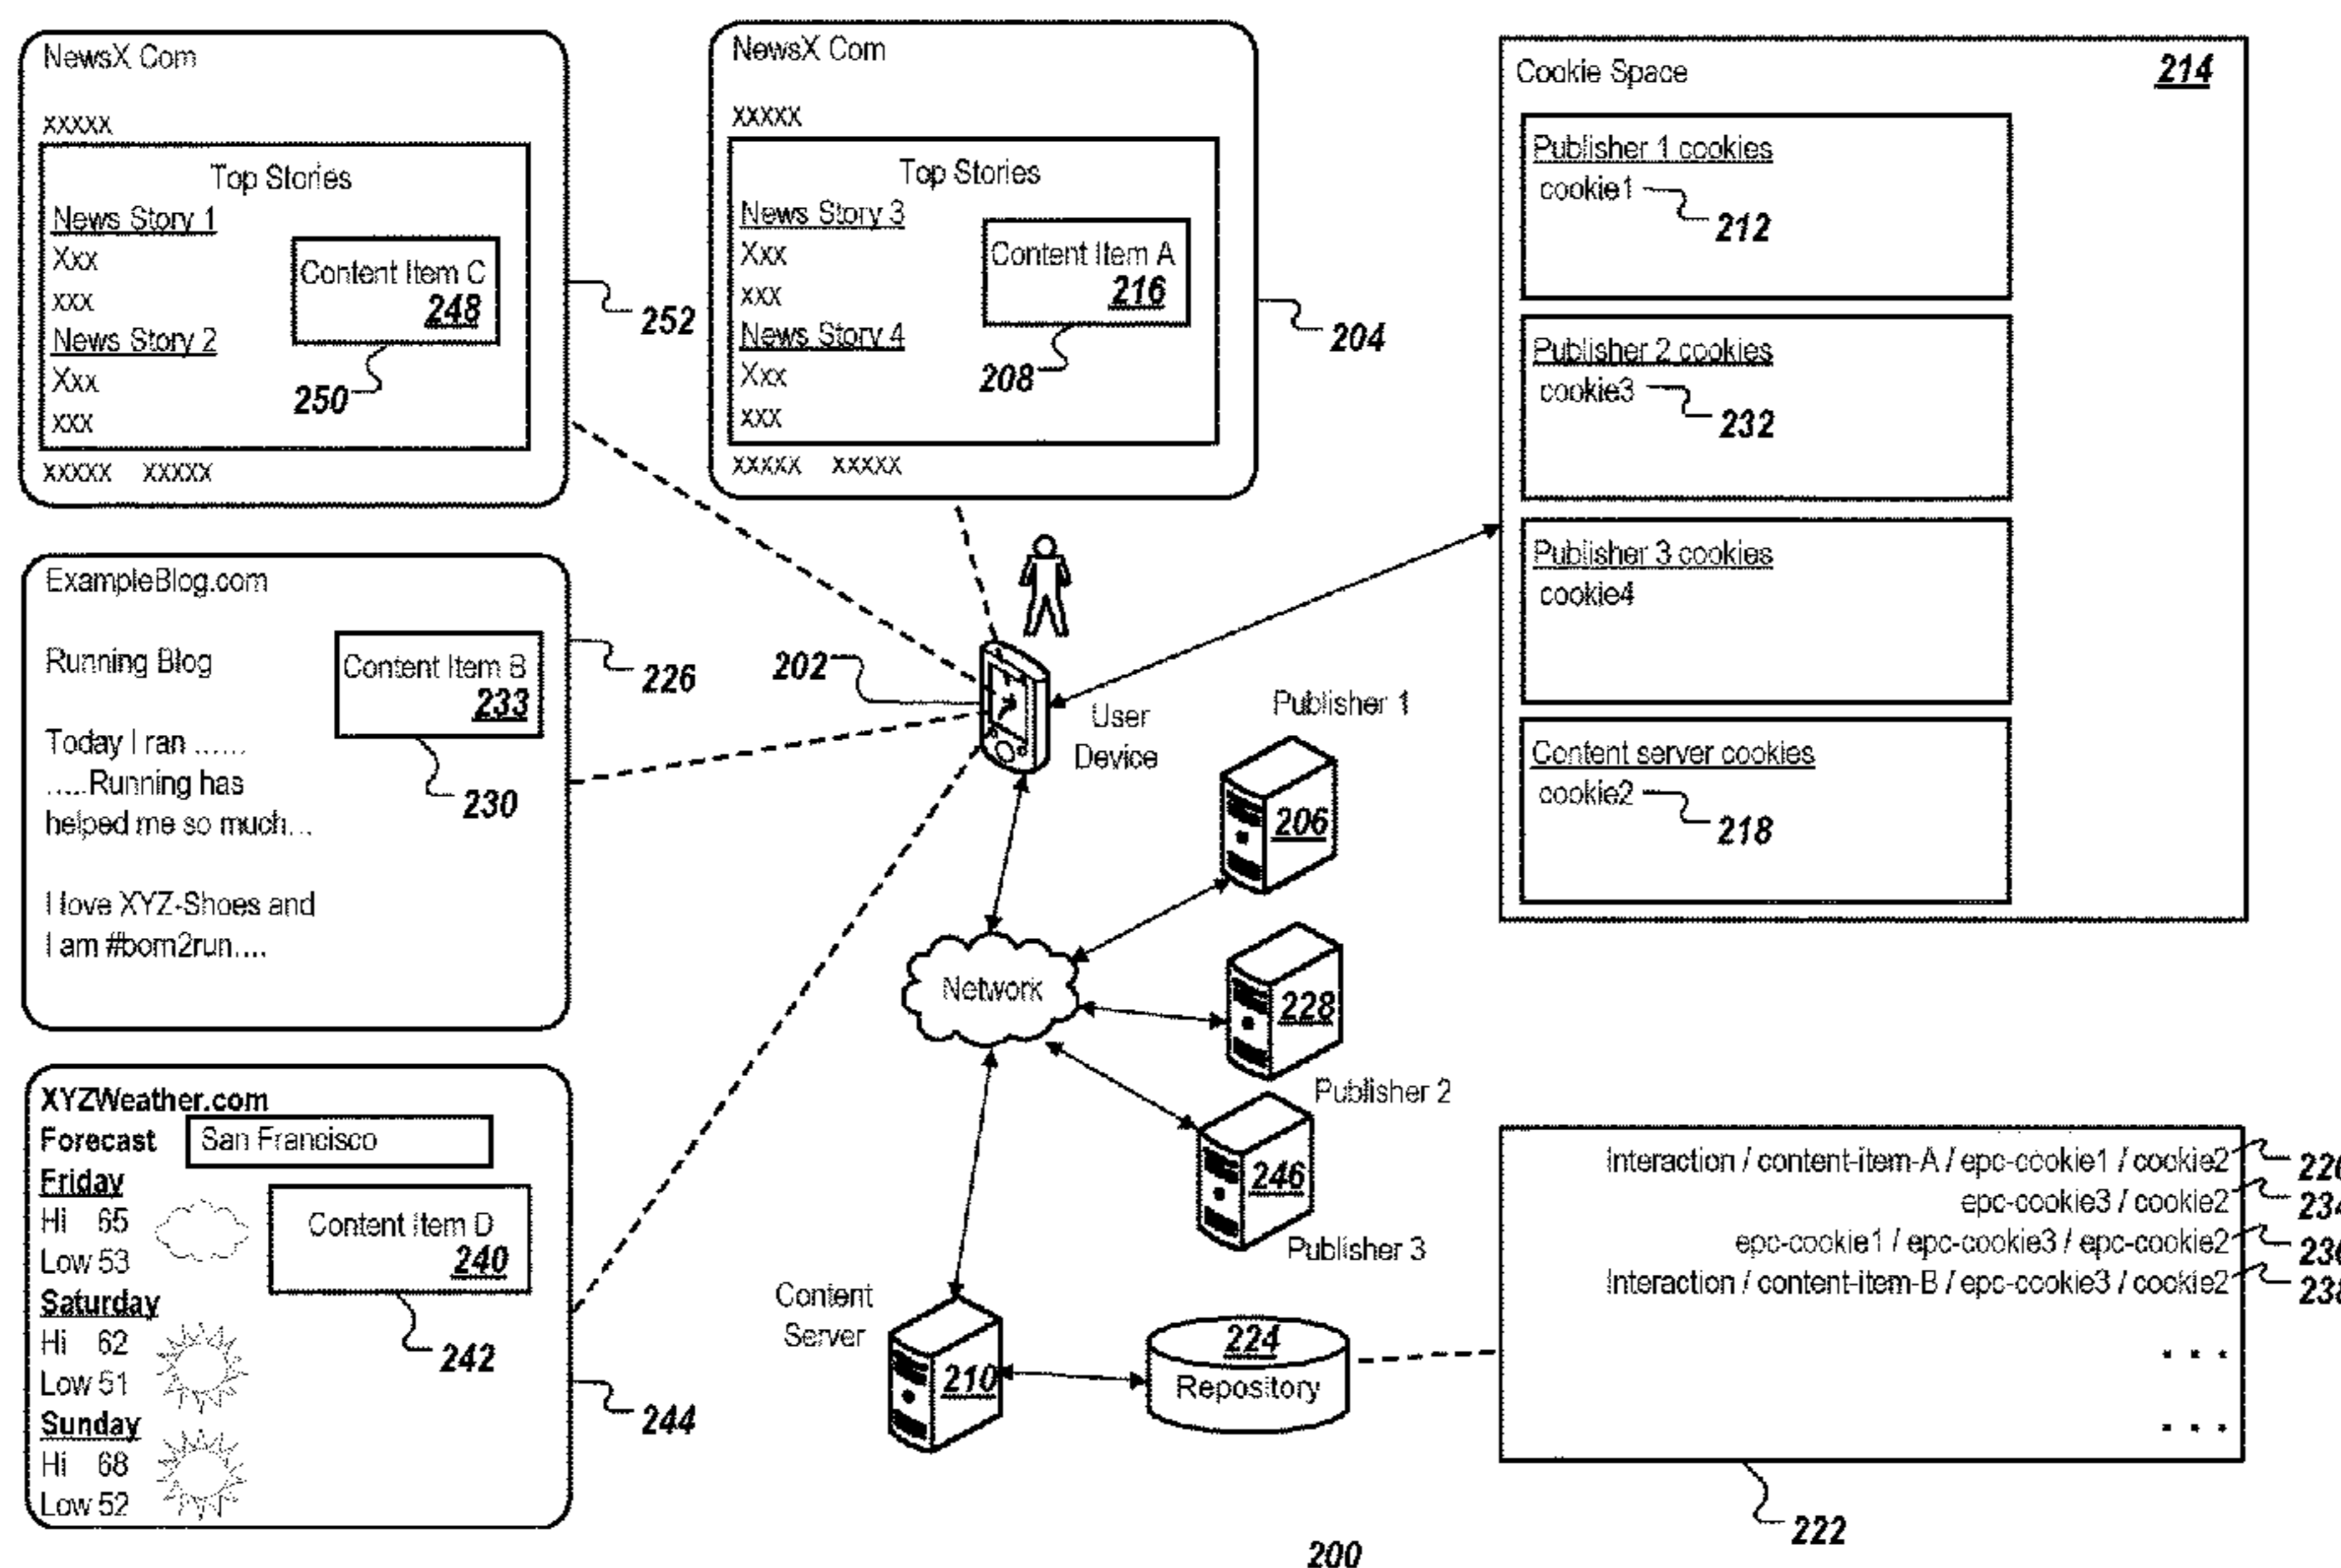 NewsX Com
xxxxx
Top Stories
News Story 1
Xxx
xxx
News Story 2
Xxx
xxx
Content Item C
248
250
xxxxx xxxxx
252
NewsX Com
xxxxx
Top Stories
News Story 3
Xxx
xxx
News Story 4
Xxx
xxx
Content Item A
216
208
xxxxx xxxxx
204
Cookie Space
214
Publisher 1 cookies
cookie1
212
Publisher 2 cookies
cookie3
232
Publisher 3 cookies
cookie4
Content server cookies
cookie2
218
ExampleBlog.com
Running Blog
Content Item B
233
230
Today I ran ......
.....Running has
helped me so much...
I love XYZ-Shoes and
I am #born2run....
226
202
User
Device
Publisher 1
206
Network
228
Publisher 2
246
Publisher 3
Content
Server
210
224
Repository
XYZWeather.com
Forecast San Francisco
Friday
Hi 65
Low 53
Saturday
Hi 62
Low 51
Sunday
Hi 68
Low 52
Content Item D
240
242
244
Interaction / content-item-A / epc-cookie1 / cookie2
epc-cookie3 / cookie2
epc-cookie1 / epc-cookie3 / epc-cookie2
Interaction / content-item-B / epc-cookie3 / cookie2
. . .
. . .
222
200